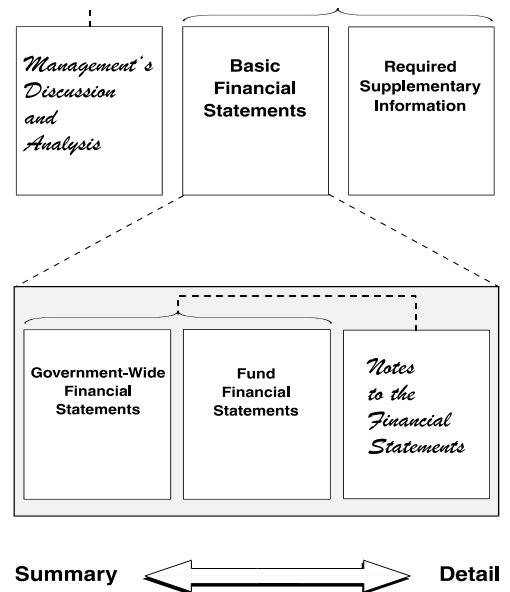 Management's
Discussion
and
Analysis
Basic
Financial
Statements
Required
Supplementary
Information
Government-Wide
Financial
Statements
Fund
Financial
Statements
Notes
to the
Financial
Statements
Summary
Detail